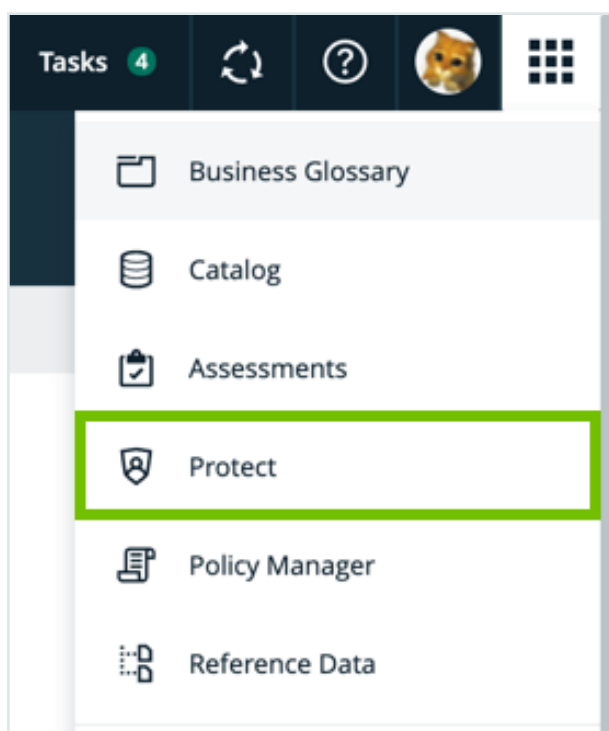 Tasks 4
Business Glossary
Catalog
Assessments
Protect
Policy Manager
Reference Data